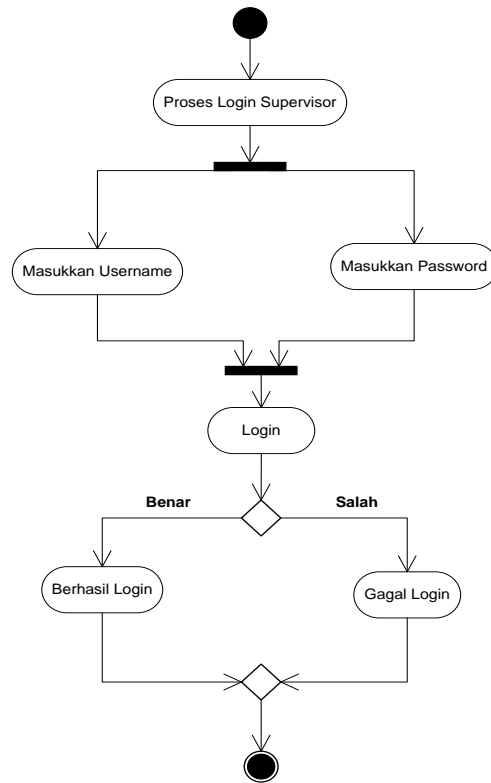 Proses Login Supervisor
Masukkan Username
Masukkan Password
Login
Benar
Salah
Berhasil Login
Gagal Login